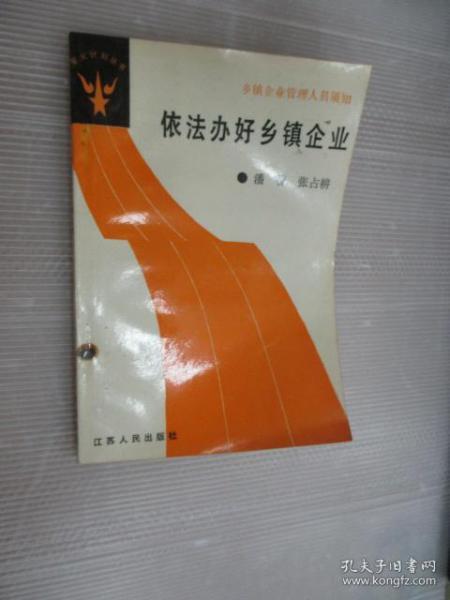 乡镇企业管理人员须知
依法办好乡镇企业
潘 张占耕
江苏人民出版社
孔夫子旧书网
www.kongfz.com